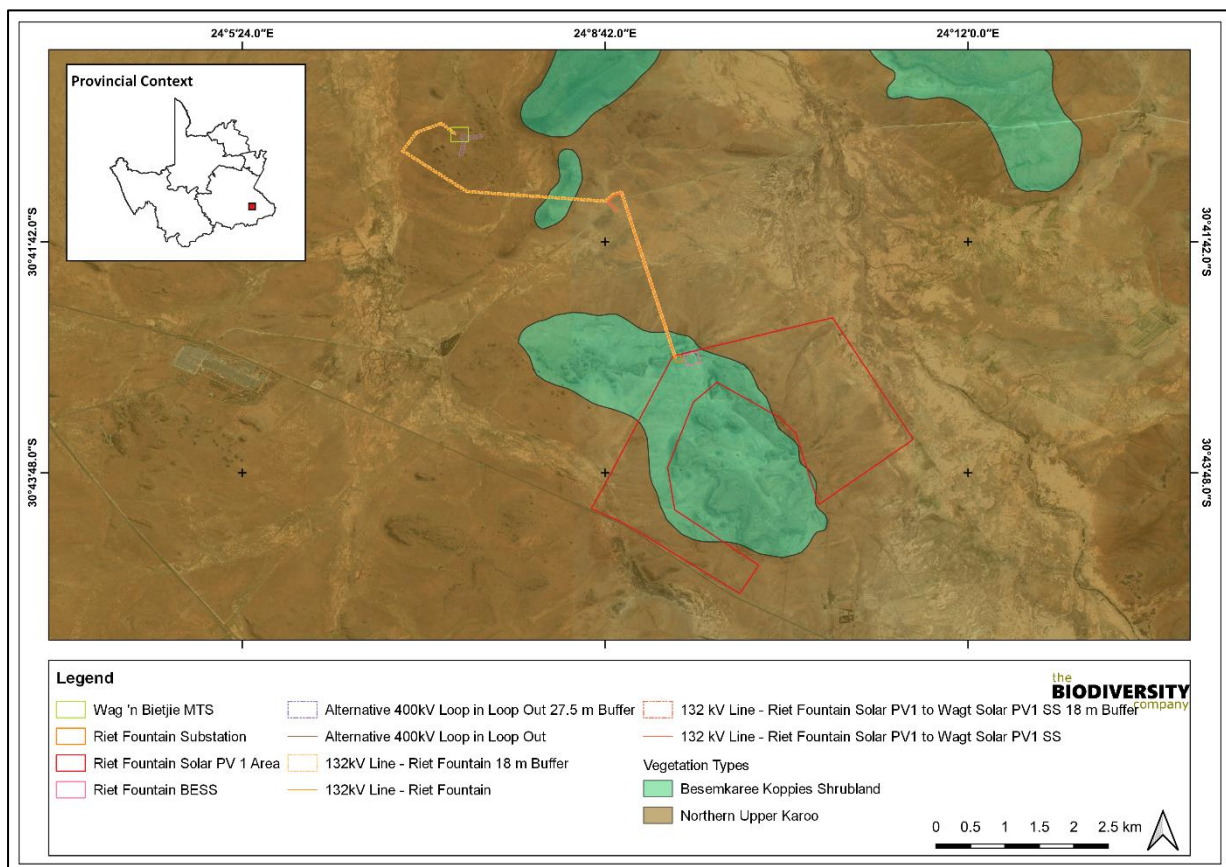 24°5'24.0"E
24°8'42.0"E
24°12'0.0"E
Provincial Context
30°41'42.0"S
30°41'42.0"S
30°43'48.0"S
30°43'48.0"S
Legend
Wag 'n Bietjie MTS
Riet Fountain Substation
Riet Fountain Solar PV 1 Area
Riet Fountain BESS
Alternative 400kV Loop in Loop Out 27.5 m Buffer
Alternative 400kV Loop in Loop Out
132kV Line - Riet Fountain 18 m Buffer
132kV Line - Riet Fountain
132 kV Line - Riet Fountain Solar PV1 to Wagt Solar PV1 SS 18 m Buffer
132 kV Line - Riet Fountain Solar PV1 to Wagt Solar PV1 SS
Vegetation Types
Besemkaree Koppies Shrubland
Northern Upper Karoo
the
BIODIVERSITY
company
0 0.5 1 1.5 2 2.5 km